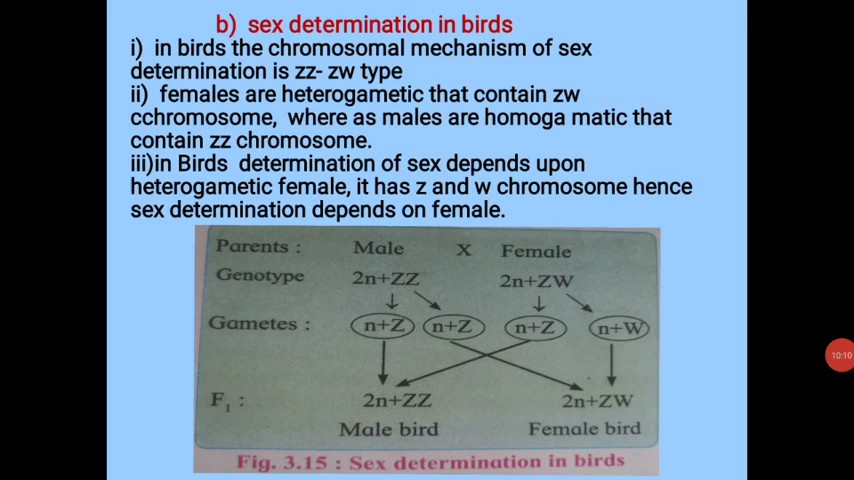 b) sex determination in birds
i) in birds the chromosomal mechanism of sex
determination is zz- zw type
ii) females are heterogametic that contain zw
cchromosome, where as males are homoga matic that
contain zz chromosome.
iii)in Birds determination of sex depends upon
heterogametic female, it has z and w chromosome hence
sex determination depends on female.
Parents : Male X Female
Genotype 2n+ZZ 2n+ZW
Gametes : n+Z n+Z n+Z n+W
F1 : 2n+ZZ 2n+ZW
Male bird Female bird
Fig. 3.15 : Sex determination in birds
10:10